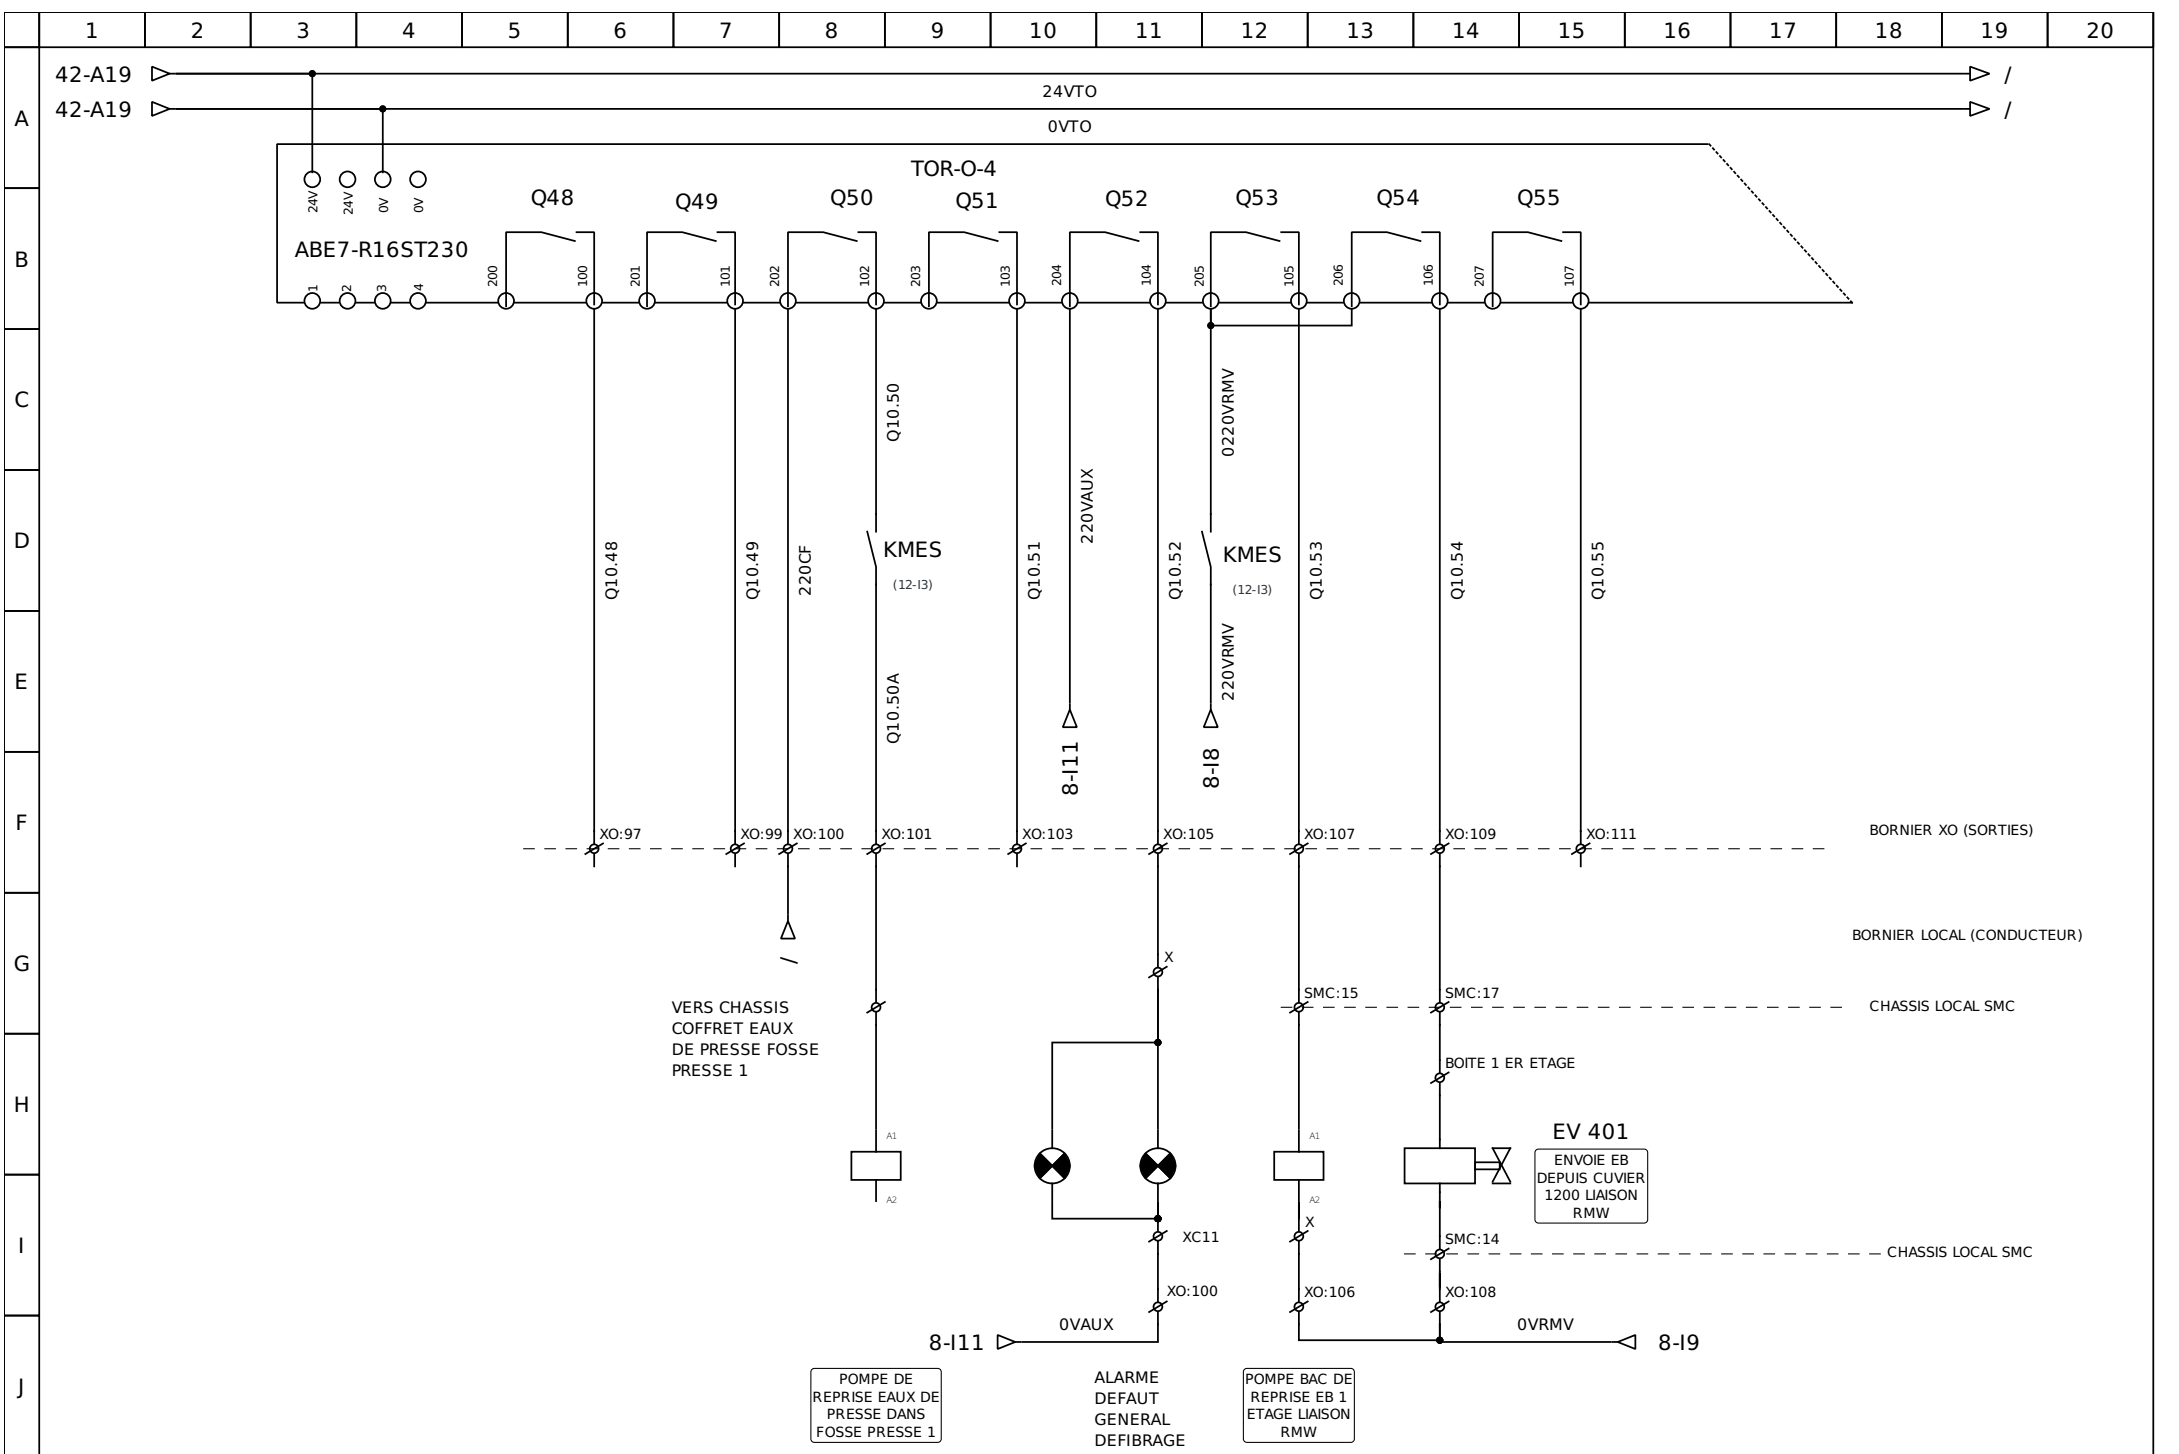 1 2 3 4 5 6 7 8 9 10 11 12 13 14 15 16 17 18 19 20
A
B
C
D
E
F
G
H
I
J
42-A19
/
24VTO
42-A19
/
0VTO
TOR-O-4
24V 24V 0V 0V
Q48 Q49 Q50 Q51 Q52 Q53 Q54 Q55
ABE7-R16ST230
1 2 3 4
200 100 201 101 202 102 203 103 204 104 205 105 206 106 207 107
Q10.50
0220VRMV
220VAUX
Q10.48
Q10.49
220CF
KMES
(12-I3)
Q10.51
Q10.52
KMES
(12-I3)
Q10.53
Q10.54
Q10.55
Q10.50A
220VRMV
8-I11
8-I8
XO:97 XO:99 XO:100 XO:101 XO:103 XO:105 XO:107 XO:109 XO:111
BORNIER XO (SORTIES)
BORNIER LOCAL (CONDUCTEUR)
/
X
SMC:15
SMC:17
CHASSIS LOCAL SMC
VERS CHASSIS
COFFRET EAUX
DE PRESSE FOSSE
PRESSE 1
BOITE 1 ER ETAGE
A1
A2
A1
A2
EV 401
ENVOIE EB
DEPUIS CUVIER
1200 LIAISON
RMW
XC11
X
SMC:14
CHASSIS LOCAL SMC
XO:100
XO:106
XO:108
8-I11
0VAUX
0VRMV
8-I9
POMPE DE
REPRISE EAUX DE
PRESSE DANS
FOSSE PRESSE 1
ALARME
DEFAUT
GENERAL
DEFIBRAGE
POMPE BAC DE
REPRISE EB 1
ETAGE LIAISON
RMW